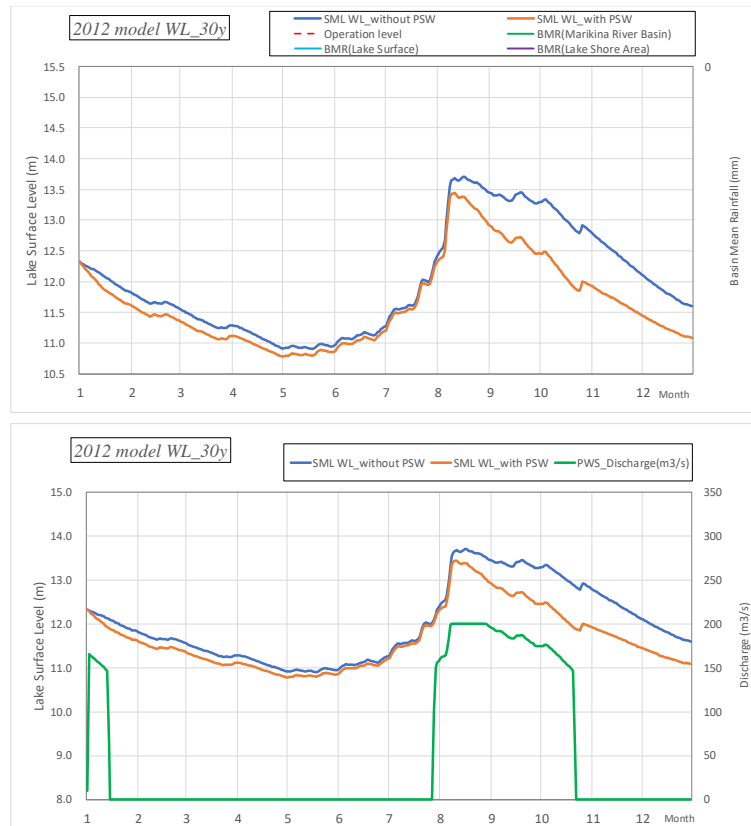 2012 model WL_30y
SML WL_without PSW SML WL_with PSW
Operation level BMR(Marikina River Basin)
BMR(Lake Surface) BMR(Lake Shore Area)
15.5 0
15.0
14.5
14.0
13.5
13.0
12.5
12.0
11.5
11.0
10.5
Lake Surface Level (m)
Basin Mean Rainfall (mm)
1 2 3 4 5 6 7 8 9 10 11 12 Month
2012 model WL_30y
SML WL_without PSW SML WL_with PSW PWS_Discharge(m3/s)
15.0 350
14.0 300
13.0 250
12.0 200
11.0 150
10.0 100
9.0 50
8.0 0
Lake Surface Level (m)
Discharge (m3/s)
1 2 3 4 5 6 7 8 9 10 11 12 Month